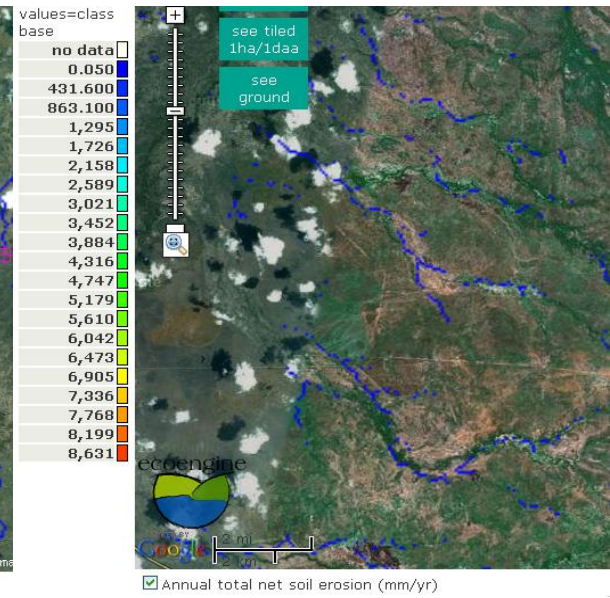 values=class
base
no data
0.050
431.600
863.100
1,295
1,726
2,158
2,589
3,021
3,452
3,884
4,316
4,747
5,179
5,610
6,042
6,473
6,905
7,336
7,768
8,199
8,631
see tiled
1ha/1daa
see
ground
ecoengine
Google
2 mi
2 km
Annual total net soil erosion (mm/yr)